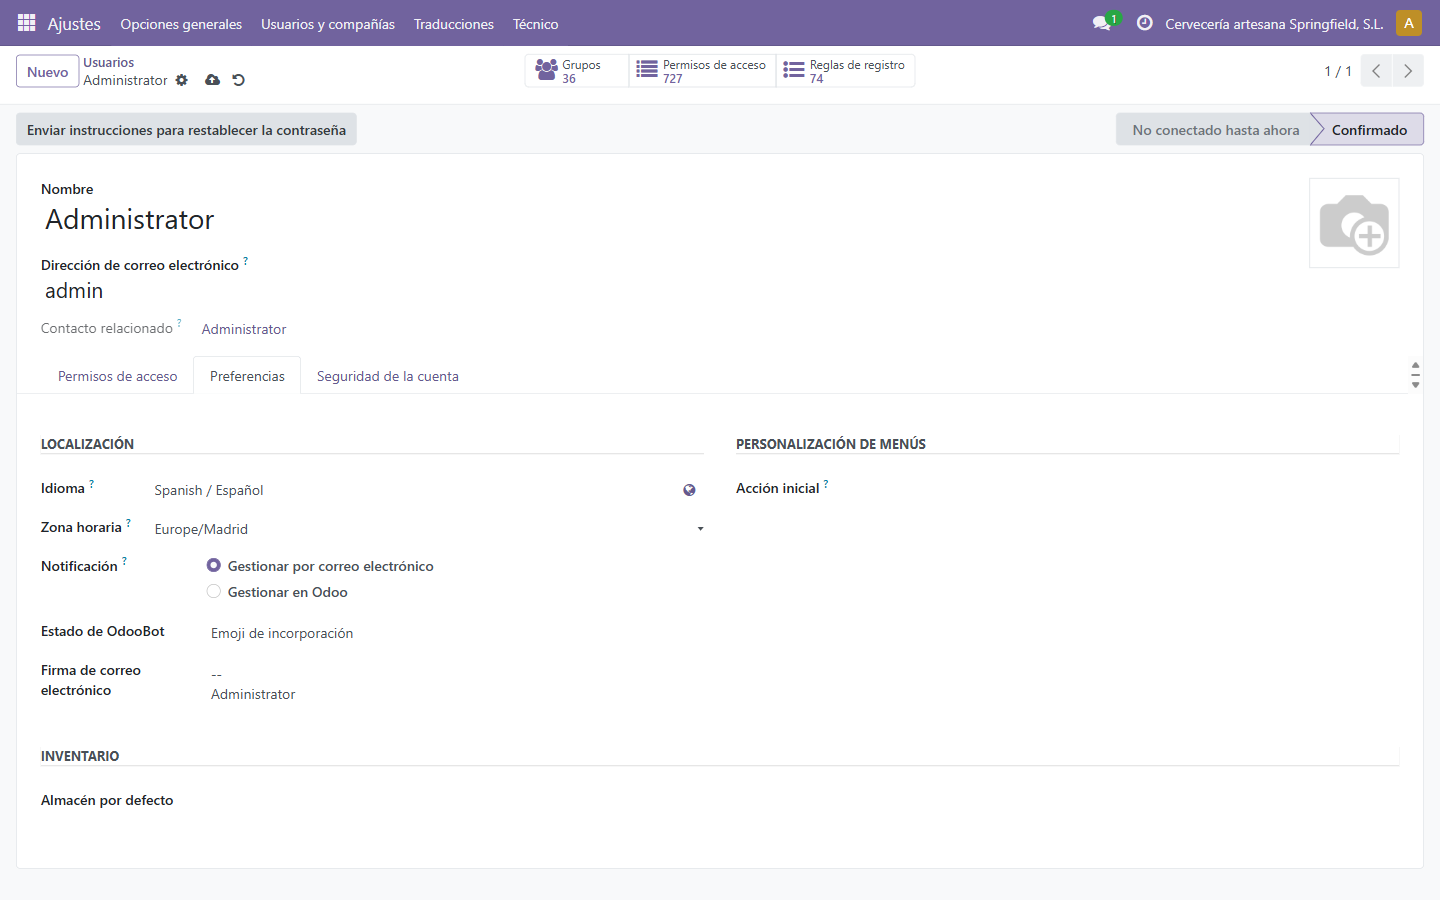 Ajustes Opciones generales Usuarios y compañías Traducciones Técnico 1 Cervecería artesana Springfield, S.L. A
Nuevo Usuarios
Administrator
Grupos
36
Permisos de acceso
727
Reglas de registro
74
1 / 1
Enviar instrucciones para restablecer la contraseña
No conectado hasta ahora Confirmado
Nombre
Administrator
Dirección de correo electrónico ?
admin
Contacto relacionado ? Administrator
Permisos de acceso Preferencias Seguridad de la cuenta
LOCALIZACIÓN
Idioma ? Spanish / Español
Zona horaria ? Europe/Madrid
Notificación ? Gestionar por correo electrónico
Gestionar en Odoo
Estado de OdooBot Emoji de incorporación
Firma de correo electrónico
--
Administrator
PERSONALIZACIÓN DE MENÚS
Acción inicial ?
INVENTARIO
Almacén por defecto